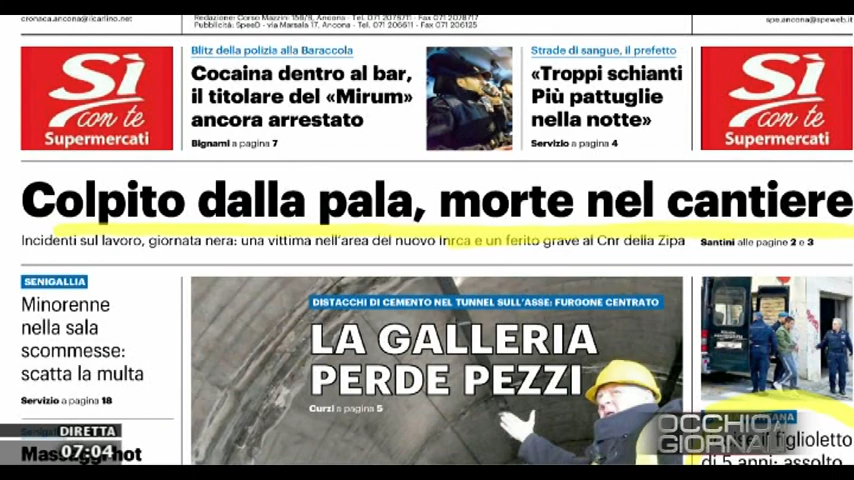 cronaca.ancona@ilcarlino.net
Redazione: Corso Mazzini 156/B, Ancona - Tel. 071 2078711 - Fax 071 2078717
Pubblicità: SpeeD - via Marsala 17, Ancona - Tel. 071 206611 - Fax 071 206125
spe.ancona@speweb.it
Sì
con te
Supermercati
Blitz della polizia alla Baraccola
Cocaina dentro al bar,
il titolare del «Mirum»
ancora arrestato
Bignami a pagina 7
Strade di sangue, il prefetto
«Troppi schianti
Più pattuglie
nella notte»
Servizio a pagina 4
Sì
con te
Supermercati
Colpito dalla pala, morte nel cantiere
Incidenti sul lavoro, giornata nera: una vittima nell'area del nuovo Inrca e un ferito grave al Cnr della Zipa
Santini alle pagine 2 e 3
SENIGALLIA
Minorenne
nella sala
scommesse:
scatta la multa
Servizio a pagina 18
DISTACCHI DI CEMENTO NEL TUNNEL SULL'ASSE: FURGONE CENTRATO
LA GALLERIA
PERDE PEZZI
Curzi a pagina 5
figlioletto
di 5 anni: assolto
DIRETTA
07:04
OCCHIO AI
GIORNALI